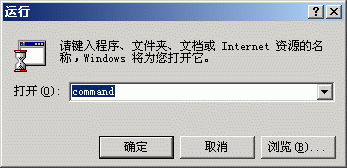 运行
请键入程序、文件夹、文档或 Internet 资源的名
称，Windows 将为您打开它。
打开(O): command
确定 取消 浏览(B)...